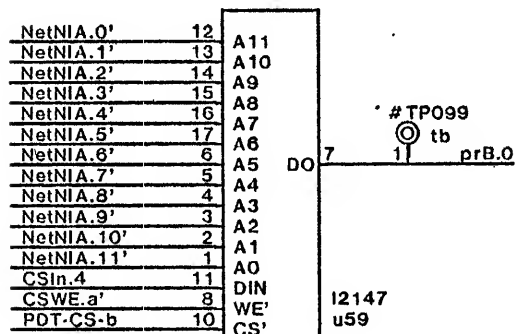 NetNIA.0' 12 A11
NetNIA.1' 13 A10
NetNIA.2' 14 A9
NetNIA.3' 15 A8
NetNIA.4' 16 A7 #TP099
NetNIA.5' 17 A6 tb
NetNIA.6' 6 A5 DO 7 1 prB.0
NetNIA.7' 5 A4
NetNIA.8' 4 A3
NetNIA.9' 3 A2
NetNIA.10' 2 A1
NetNIA.11' 1 A0
CSIn.4 11 DIN
CSWE.a' 8 WE' I2147
PDT-CS-b 10 CS' u59